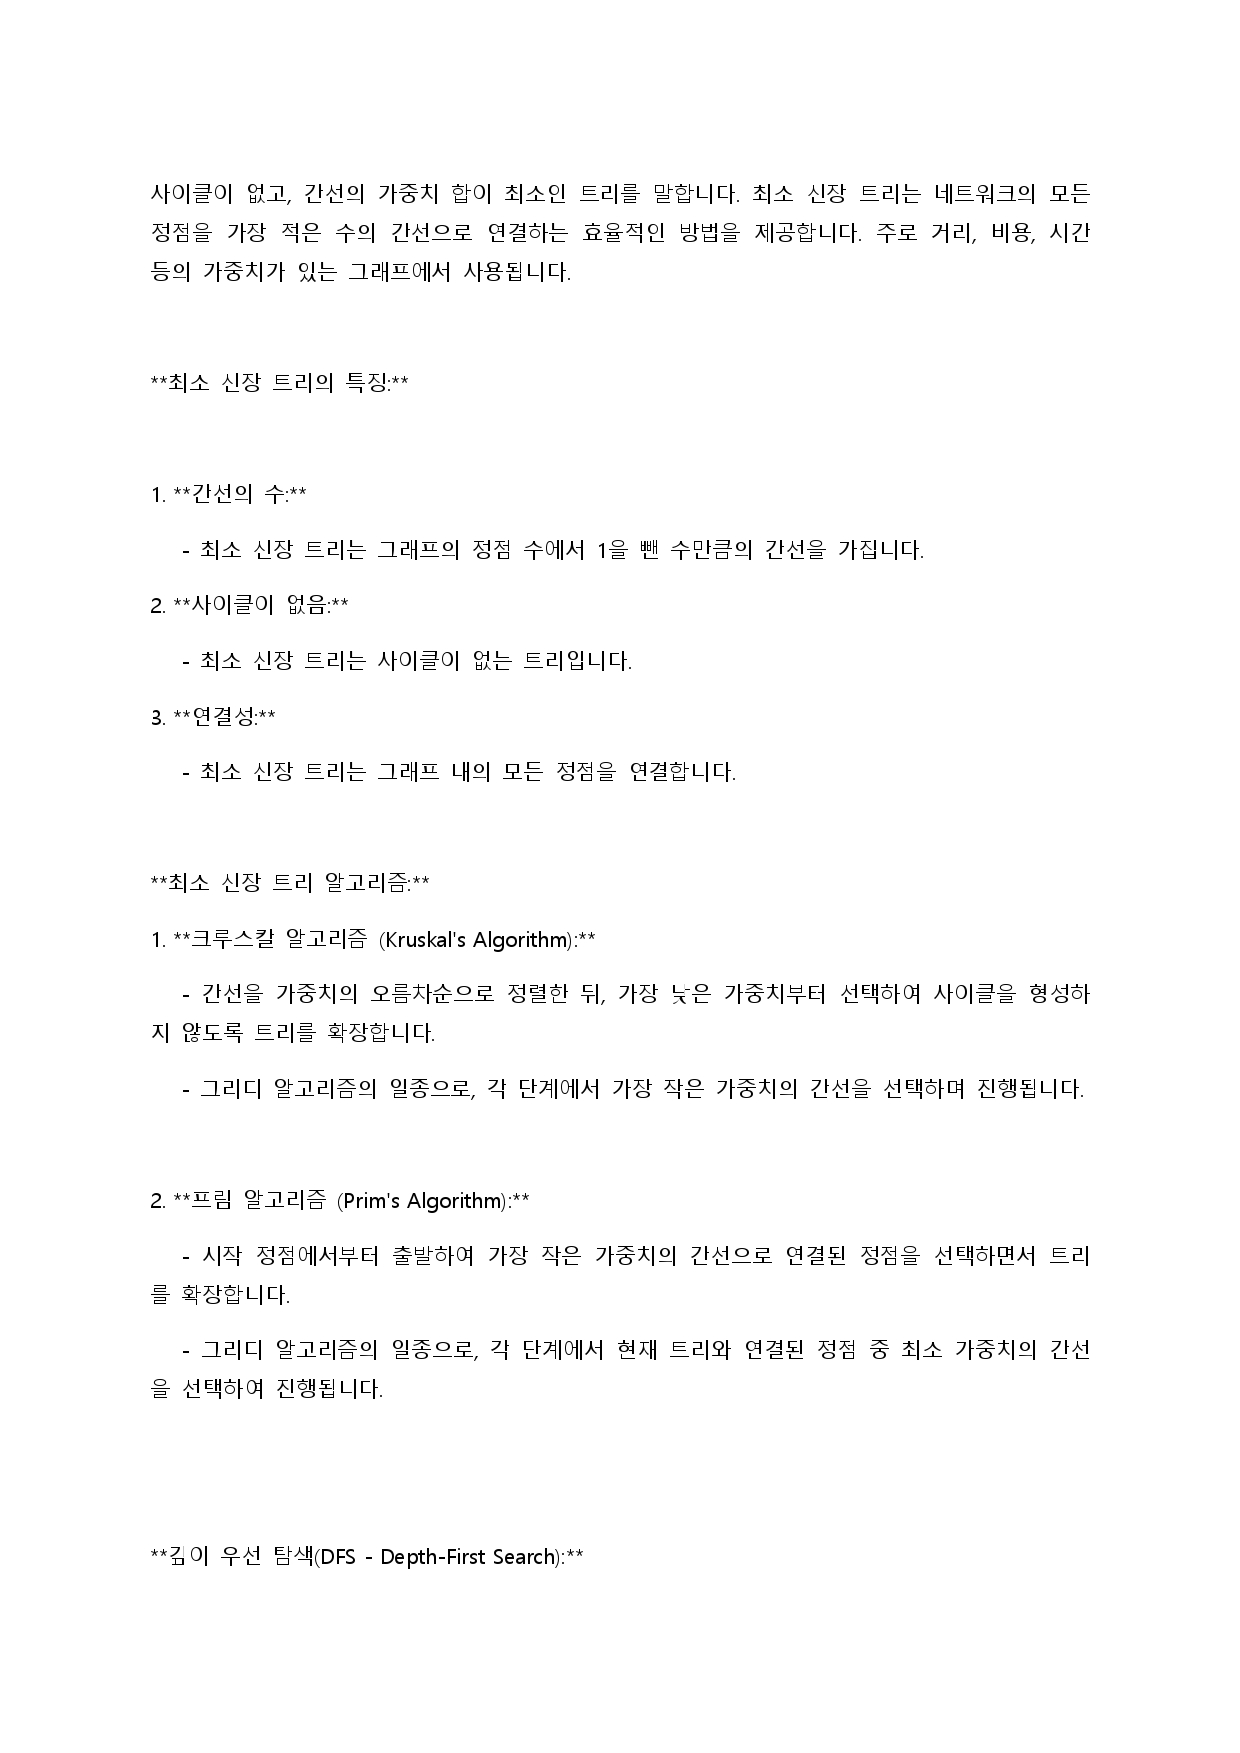 사이클이 없고, 간선의 가중치 합이 최소인 트리를 말합니다. 최소 신장 트리는 네트워크의 모든
정점을 가장 적은 수의 간선으로 연결하는 효율적인 방법을 제공합니다. 주로 거리, 비용, 시간
등의 가중치가 있는 그래프에서 사용됩니다.
**최소 신장 트리의 특징:**
1. **간선의 수:**
- 최소 신장 트리는 그래프의 정점 수에서 1을 뺀 수만큼의 간선을 가집니다.
2. **사이클이 없음:**
- 최소 신장 트리는 사이클이 없는 트리입니다.
3. **연결성:**
- 최소 신장 트리는 그래프 내의 모든 정점을 연결합니다.
**최소 신장 트리 알고리즘:**
1. **크루스칼 알고리즘 (Kruskal's Algorithm):**
- 간선을 가중치의 오름차순으로 정렬한 뒤, 가장 낮은 가중치부터 선택하여 사이클을 형성하
지 않도록 트리를 확장합니다.
- 그리디 알고리즘의 일종으로, 각 단계에서 가장 작은 가중치의 간선을 선택하며 진행됩니다.
2. **프림 알고리즘 (Prim's Algorithm):**
- 시작 정점에서부터 출발하여 가장 작은 가중치의 간선으로 연결된 정점을 선택하면서 트리
를 확장합니다.
- 그리디 알고리즘의 일종으로, 각 단계에서 현재 트리와 연결된 정점 중 최소 가중치의 간선
을 선택하여 진행됩니다.
**깊이 우선 탐색(DFS - Depth-First Search):**